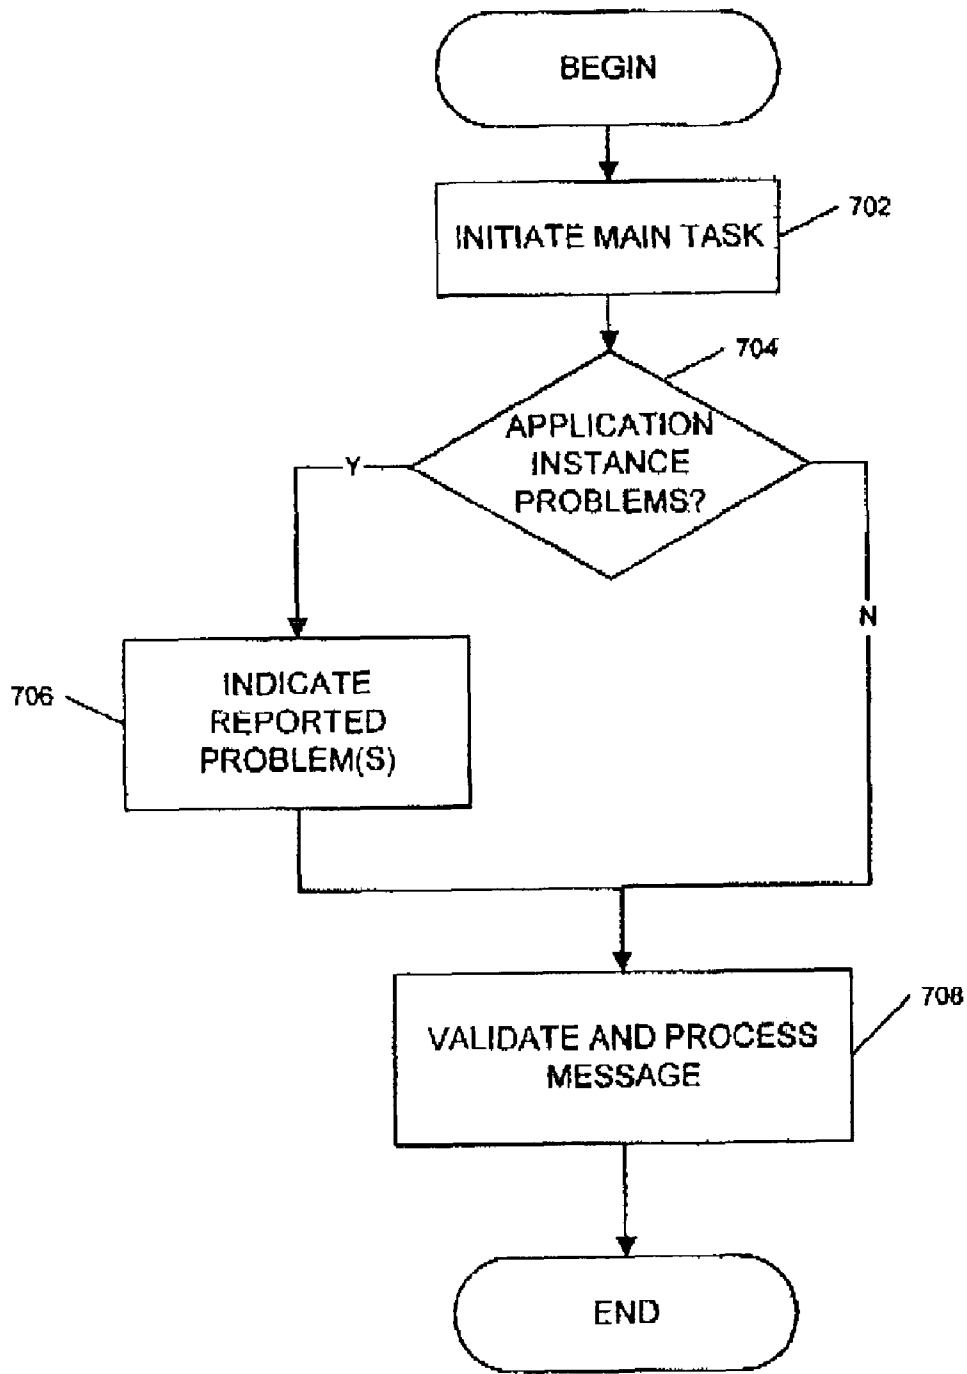 BEGIN
INITIATE MAIN TASK
702
704
APPLICATION
INSTANCE
PROBLEMS?
Y
N
706
INDICATE
REPORTED
PROBLEM(S)
708
VALIDATE AND PROCESS
MESSAGE
END